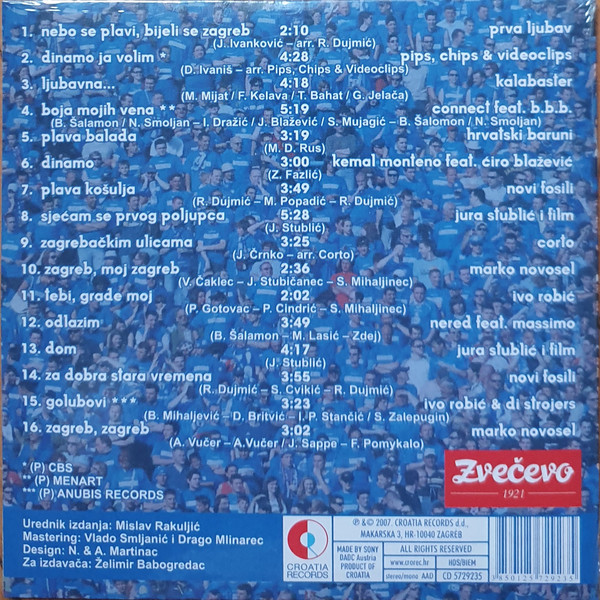 1. nebo se plavi, bijeli se zagreb 2:10 prva ljubav
(J. Ivanković – arr. R. Dujmić)
2. dinamo ja volim * 4:28 pips, chips & videoclips
(D. Ivaniš – arr. Pips, Chips & Videoclips)
3. ljubavna... 4:18 kalabaster
(M. Mijat / F. Kelava / T. Bahat / G. Jelača)
4. boja mojih vena ** 5:19 connect feat. b.b.b.
(B. Šalamon / N. Smoljan – I. Dražić / J. Blažević / S. Mujagić – B. Šalomon / N. Smoljan)
5. plava balada 3:19 hrvatski baruni
(M. D. Rus)
6. dinamo 3:00 kemal monteno feat. ćiro blažević
(Z. Fazlić)
7. plava košulja 3:49 novi fosili
(R. Dujmić – M. Popadić – R. Dujmić)
8. sjećam se prvog poljupca 5:28 jura stublić i film
(J. Stublić)
9. zagrebačkim ulicama 3:25 corto
(J. Črnko – arr. Corto)
10. zagreb, moj zagreb 2:36 marko novosel
(V. Čaklec – J. Stubičanec – S. Mihaljinec)
11. tebi, grade moj 2:02 ivo robić
(P. Gotovac – P. Cindrić – S. Mihaljinec)
12. odlazim 3:49 nered feat. massimo
(B. Šalamon – M. Lasić – Zdej)
13. dom 4:17 jura stublić i film
(J. Stublić)
14. za dobra stara vremena 3:55 novi fosili
(R. Dujmić – S. Cvikić – R. Dujmić)
15. golubovi *** 3:23 ivo robić & di strojers
(B. Mihaljević – D. Britvić – I. P. Stančić / S. Zalepugin)
16. zagreb, zagreb 3:02 marko novosel
(A. Vučer – A.Vučer / J. Sappe – F. Pomykalo)
* (P) CBS
** (P) MENART
*** (P) ANUBIS RECORDS
Zvečevo
1921
Urednik izdanja: Mislav Rakuljić
Mastering: Vlado Smiljanić i Drago Mlinarec
Design: N. & A. Martinac
Za izdavača: Želimir Babogredac
CROATIA
RECORDS
℗ & © 2007. CROATIA RECORDS d.d.,
MAKARSKA 3, HR-10040 ZAGREB
MADE BY SONY
DADC Austria
PRODUCT OF
CROATIA
ALL RIGHTS RESERVED
www.crorec.hr HDS/BIEM
stereo/mono AAD CD 5729235
3850125729235